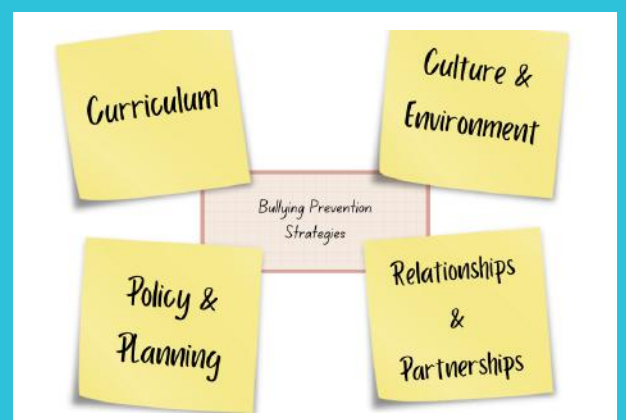 Curriculum
Culture &
Environment
Bullying Prevention
Strategies
Policy &
Planning
Relationships
&
Partnerships